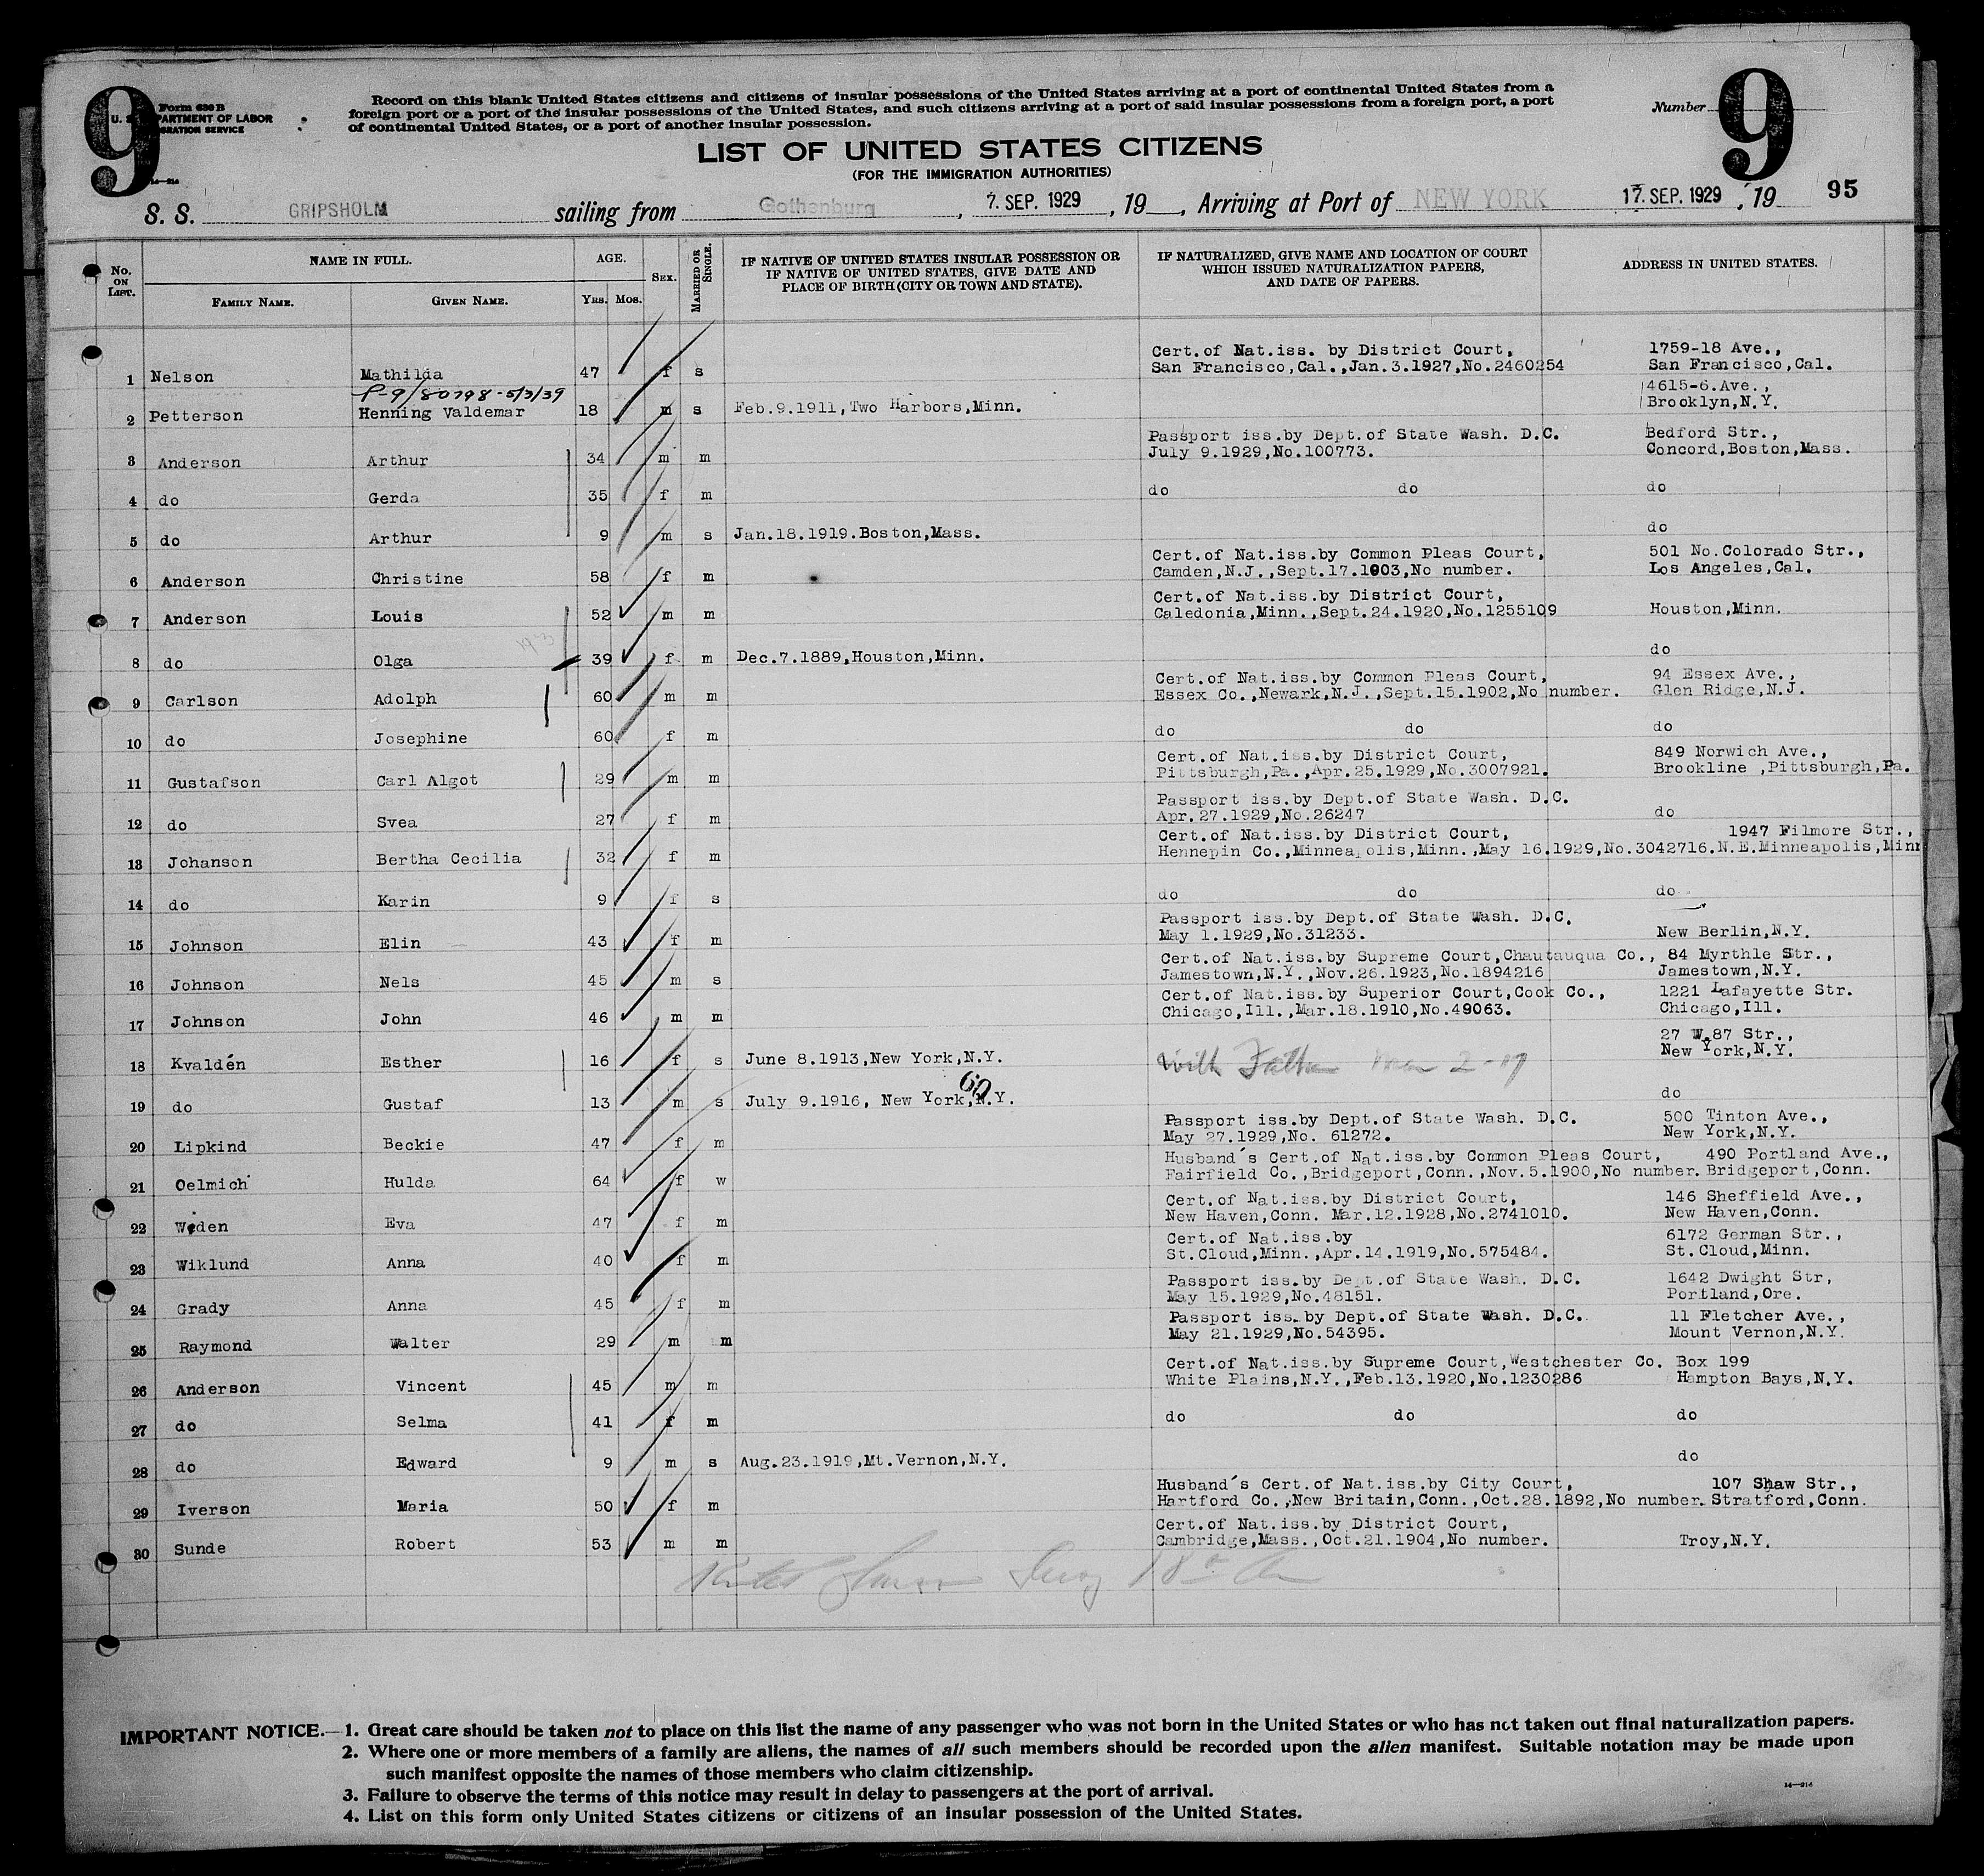 9
Form 630 B
U. S. DEPARTMENT OF LABOR
IMMIGRATION SERVICE
14—214
Record on this blank United States citizens and citizens of insular possessions of the United States arriving at a port of continental United States from a
foreign port or a port of the insular possessions of the United States, and such citizens arriving at a port of said insular possessions from a foreign port, a port
of continental United States, or a port of another insular possession.
Number
9
LIST OF UNITED STATES CITIZENS
(FOR THE IMMIGRATION AUTHORITIES)
S. S. GRIPSHOLM sailing from Gothenburg, 7. SEP. 1929, 19 , Arriving at Port of NEW YORK 17. SEP. 1929, 19 95
No. ON LIST. NAME IN FULL. AGE. SEX. MARRIED OR SINGLE. IF NATIVE OF UNITED STATES INSULAR POSSESSION OR IF NATIVE OF UNITED STATES, GIVE DATE AND PLACE OF BIRTH (CITY OR TOWN AND STATE). IF NATURALIZED, GIVE NAME AND LOCATION OF COURT WHICH ISSUED NATURALIZATION PAPERS, AND DATE OF PAPERS. ADDRESS IN UNITED STATES.
FAMILY NAME. GIVEN NAME. YRS. MOS.
Cert.of Nat.iss. by District Court, 1759-18 Ave.,
1 Nelson Mathilda 47 f s San Francisco,Cal.,Jan.3.1927,No.2460254 San Francisco,Cal.
P-9/80798-5/3/39 4615-6.Ave.,
2 Petterson Henning Valdemar 18 m s Feb.9.1911,Two Harbors,Minn. Brooklyn,N.Y.
Passport iss.by Dept.of State Wash. D.C. Bedford Str.,
3 Anderson Arthur 34 m m July 9.1929,No.100773. Concord,Boston,Mass.
4 do Gerda 35 f m do do do
5 do Arthur 9 m s Jan.18.1919.Boston,Mass. do
Cert.of Nat.iss.by Common Pleas Court, 501 No.Colorado Str.,
6 Anderson Christine 58 f m Camden,N.J.,Sept.17.1903,No number. Los Angeles,Cal.
Cert.of Nat.iss.by District Court,
7 Anderson Louis 52 m m Caledonia,Minn.,Sept.24.1920,No.1255109 Houston,Minn.
8 do Olga 39 f m Dec.7.1889,Houston,Minn. do
Cert.of Nat.iss.by Common Pleas Court, 94 Essex Ave.,
9 Carlson Adolph 60 m m Essex Co.,Newark,N.J.,Sept.15.1902,No number. Glen Ridge,N.J.
10 do Josephine 60 f m do do do
Cert.of Nat.iss.by District Court, 849 Norwich Ave.,
11 Gustafson Carl Algot 29 m m Pittsburgh,Pa.,Apr.25.1929,No.3007921. Brookline ,Pittsburgh,Pa.
Passport iss.by Dept.of State Wash. D.C.
12 do Svea 27 f m Apr.27.1929,No.26247 do
Cert.of Nat.iss.by District Court, 1947 Filmore Str.,
13 Johanson Bertha Cecilia 32 f m Hennepin Co.,Minneapolis,Minn.,May 16.1929,No.3042716.N.E.Minneapolis,Minn
14 do Karin 9 f s do do do
Passport iss.by Dept.of State Wash. D.C.
15 Johnson Elin 43 f m May 1.1929,No.31233. New Berlin,N.Y.
Cert.of Nat.iss.by Supreme Court,Chautauqua Co., 84 Myrthle Str.,
16 Johnson Nels 45 m s Jamestown,N.Y.,Nov.26.1923,No.1894216 Jamestown,N.Y.
Cert.of Nat.iss.by Superior Court,Cook Co., 1221 Lafayette Str.
17 Johnson John 46 m m Chicago,Ill.,Mar.18.1910,No.49063. Chicago,Ill.
27 W.87 Str.,
18 Kvaldén Esther 16 f s June 8.1913,New York,N.Y. With Father New York,N.Y.
60
19 do Gustaf 13 m s July 9.1916, New York,N.Y. do
Passport iss.by Dept.of State Wash. D.C. 500 Tinton Ave.,
20 Lipkind Beckie 47 f m May 27.1929,No. 61272. New York,N.Y.
Husband's Cert.of Nat.iss.by Common Pleas Court, 490 Portland Ave.,
21 Oelmich Hulda 64 f w Fairfield Co.,Bridgeport,Conn.,Nov.5.1900,No number. Bridgeport,Conn.
Cert.of Nat.iss.by District Court, 146 Sheffield Ave.,
22 Weden Eva 47 f m New Haven,Conn. Mar.12.1928,No.2741010. New Haven,Conn.
Cert.of Nat.iss.by 6172 German Str.,
23 Wiklund Anna 40 f m St.Cloud,Minn.,Apr.14.1919,No.575484. St.Cloud,Minn.
Passport iss.by Dept.of State Wash. D.C. 1642 Dwight Str,
24 Grady Anna 45 f m May 15.1929,No.48151. Portland,Ore.
Passport iss.by Dept.of State Wash. D.C. 11 Fletcher Ave.,
25 Raymond Walter 29 m m May 21.1929,No.54395. Mount Vernon,N.Y.
Cert.of Nat.iss.by Supreme Court,Westchester Co. Box 199
26 Anderson Vincent 45 m m White Plains,N.Y.,Feb.13.1920,No.1230286 Hampton Bays,N.Y.
27 do Selma 41 f m do do do
28 do Edward 9 m s Aug.23.1919,Mt.Vernon,N.Y. do
Husband's Cert.of Nat.iss.by City Court, 107 Shaw Str.,
29 Iverson Maria 50 f m Hartford Co.,New Britain,Conn.,Oct.28.1892,No number. Stratford,Conn.
Cert.of Nat.iss.by District Court,
30 Sunde Robert 53 m m Cambridge,Mass.,Oct.21.1904,No number. Troy,N.Y.
IMPORTANT NOTICE.—1. Great care should be taken not to place on this list the name of any passenger who was not born in the United States or who has not taken out final naturalization papers.
2. Where one or more members of a family are aliens, the names of all such members should be recorded upon the alien manifest. Suitable notation may be made upon
such manifest opposite the names of those members who claim citizenship.
3. Failure to observe the terms of this notice may result in delay to passengers at the port of arrival.
4. List on this form only United States citizens or citizens of an insular possession of the United States.
14—214